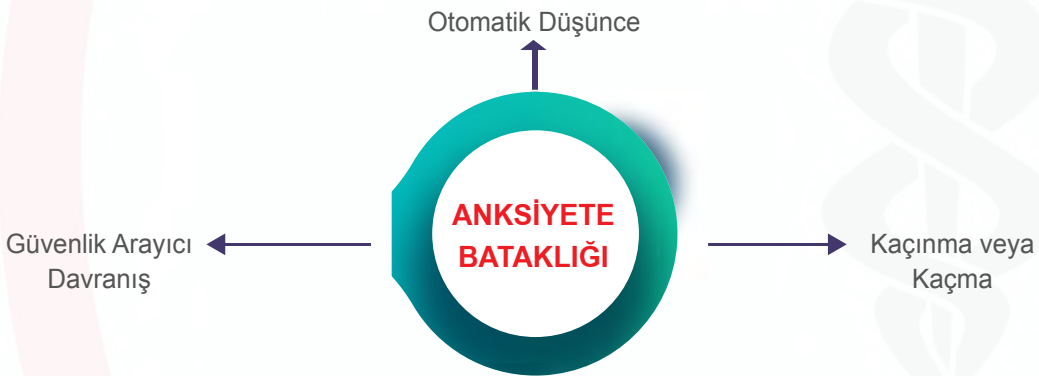 Otomatik Düşünce
ANKSİYETE
BATAKLIĞI
Güvenlik Arayıcı
Davranış
Kaçınma veya
Kaçma